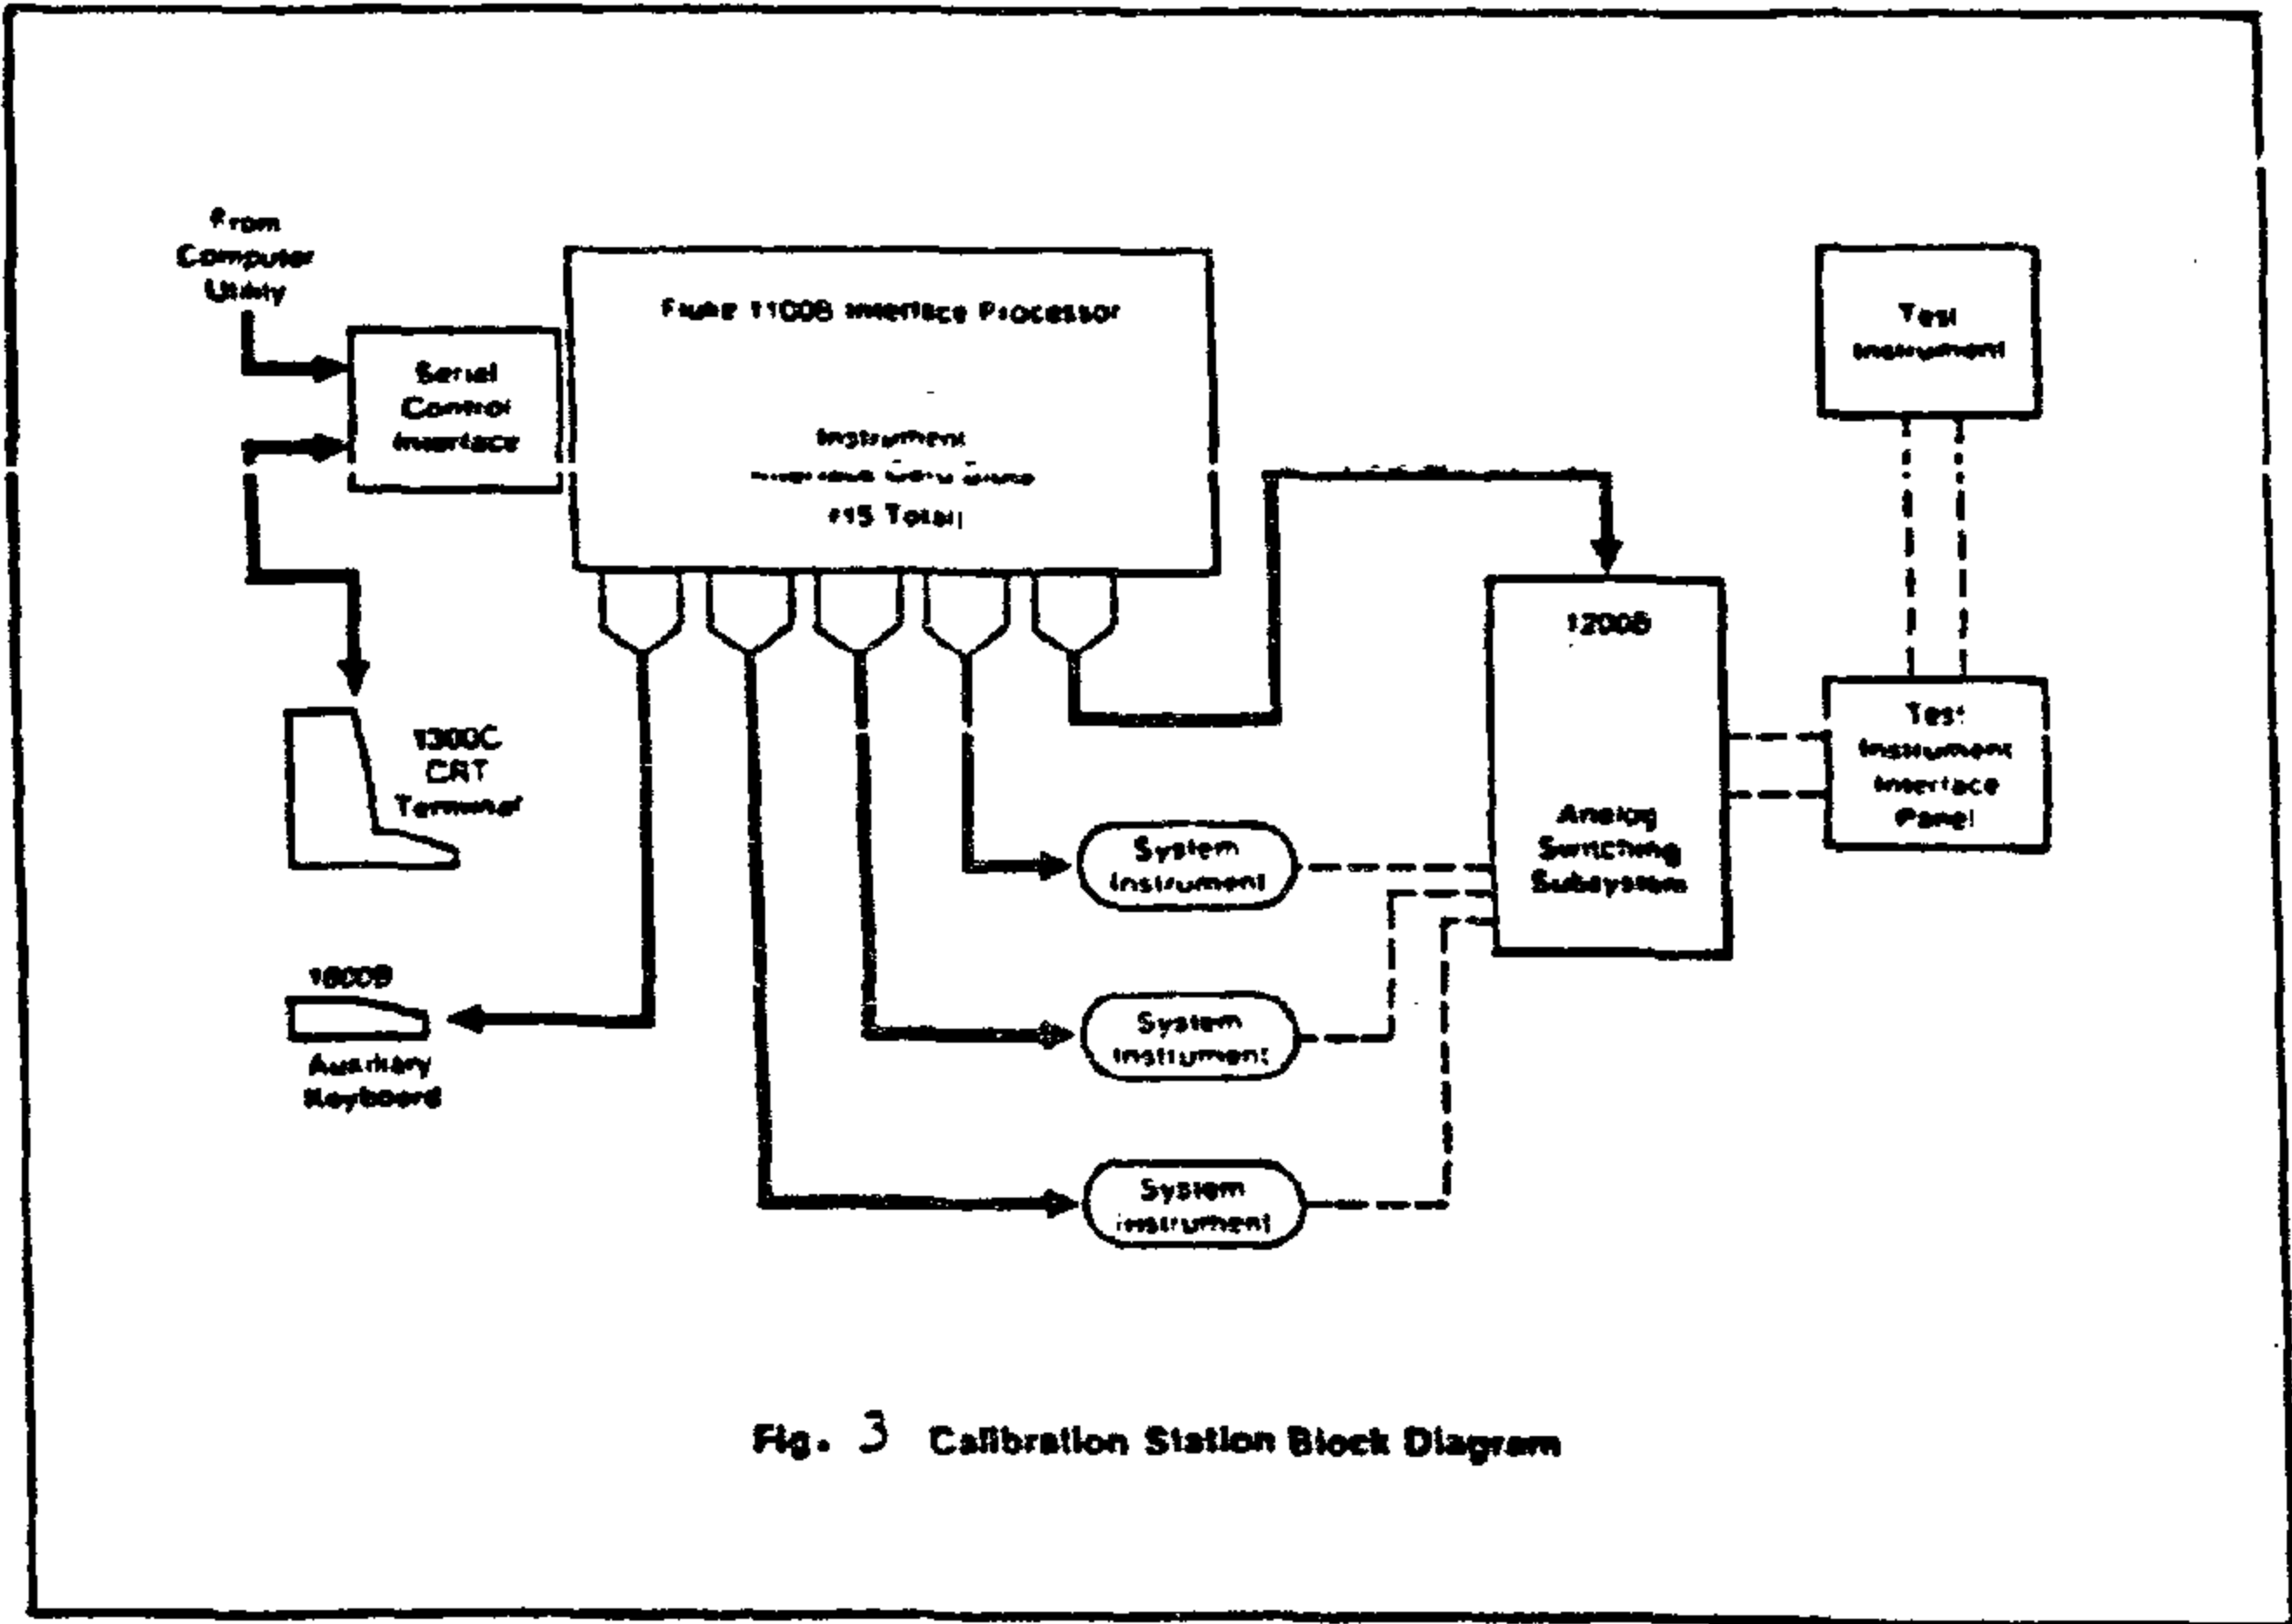 From
Computer
Utility
Serial
Control
Interface
Fluke 1100B Interface Processor
Instrument
(15 Total)
Test
Instrument
1200B
Analog
Switching
Subsystem
Test
Instrument
Interface
Panel
1300C
CRT
Terminal
System
Instrument
1800B
Auxiliary
Keyboard
System
Instrument
System
Instrument
Fig. 3 Calibration Station Block Diagram